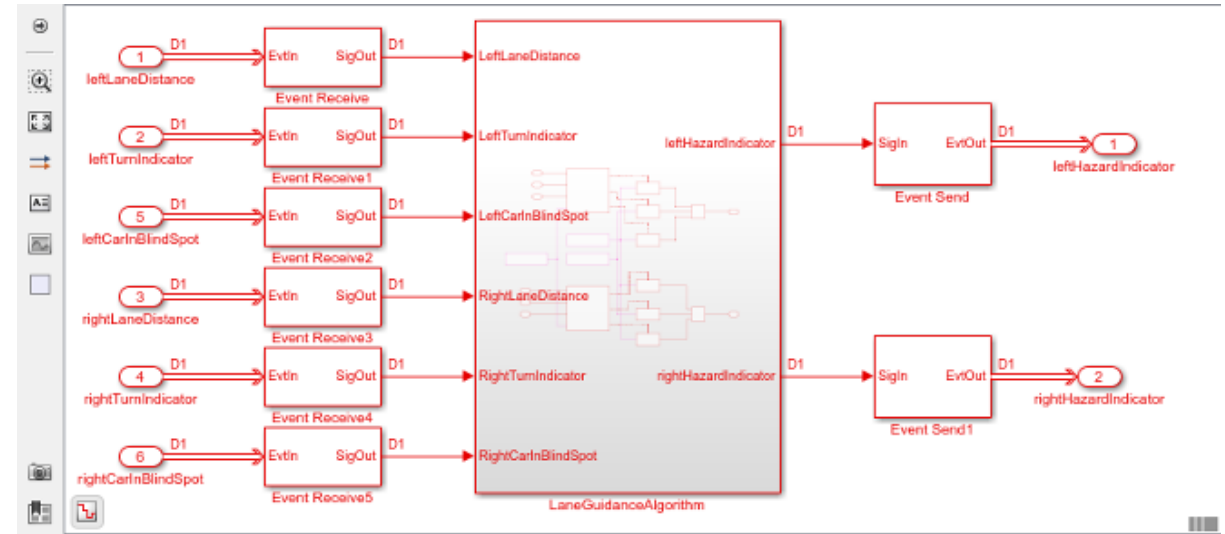 D1
1
leftLaneDistance
EvtIn SigOut
Event Receive
D1
LeftLaneDistance
D1
2
leftTurnIndicator
EvtIn SigOut
Event Receive1
D1
LeftTurnIndicator
D1
5
leftCarInBlindSpot
EvtIn SigOut
Event Receive2
D1
LeftCarInBlindSpot
D1
3
rightLaneDistance
EvtIn SigOut
Event Receive3
D1
RightLaneDistance
D1
4
rightTurnIndicator
EvtIn SigOut
Event Receive4
D1
RightTurnIndicator
D1
6
rightCarInBlindSpot
EvtIn SigOut
Event Receive5
D1
RightCarInBlindSpot
leftHazardIndicator
rightHazardIndicator
LaneGuidanceAlgorithm
D1
SigIn EvtOut
Event Send
D1
1
leftHazardIndicator
D1
SigIn EvtOut
Event Send1
D1
2
rightHazardIndicator